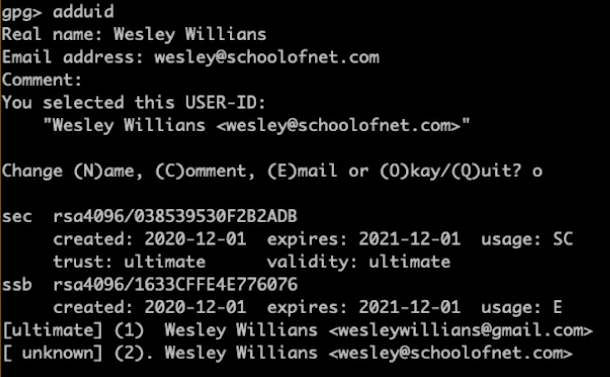 gpg> adduid
Real name: Wesley Willians
Email address: wesley@schoolofnet.com
Comment:
You selected this USER-ID:
    "Wesley Willians <wesley@schoolofnet.com>"
Change (N)ame, (C)omment, (E)mail or (O)kay/(Q)uit? o
sec  rsa4096/038539530F2B2ADB
     created: 2020-12-01  expires: 2021-12-01  usage: SC
     trust: ultimate      validity: ultimate
ssb  rsa4096/1633CFFE4E776076
     created: 2020-12-01  expires: 2021-12-01  usage: E
[ultimate] (1)  Wesley Willians <wesleywillians@gmail.com>
[ unknown] (2). Wesley Willians <wesley@schoolofnet.com>